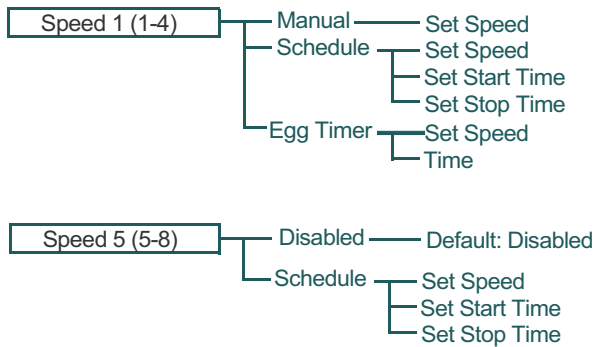 Speed 1 (1-4) Manual Set Speed
Schedule Set Speed
Set Start Time
Set Stop Time
Egg Timer Set Speed
Time
Speed 5 (5-8) Disabled Default: Disabled
Schedule Set Speed
Set Start Time
Set Stop Time